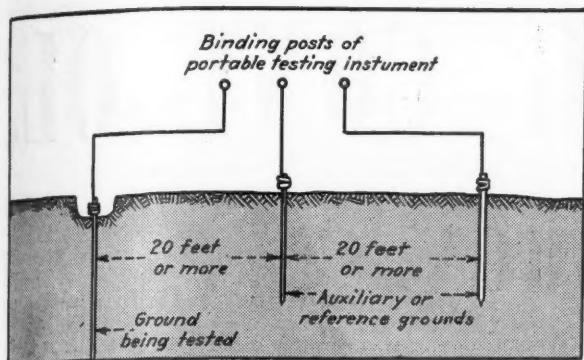 Binding posts of
portable testing instument
20 feet
or more
20 feet
or more
Auxiliary or
reference grounds
Ground
being tested